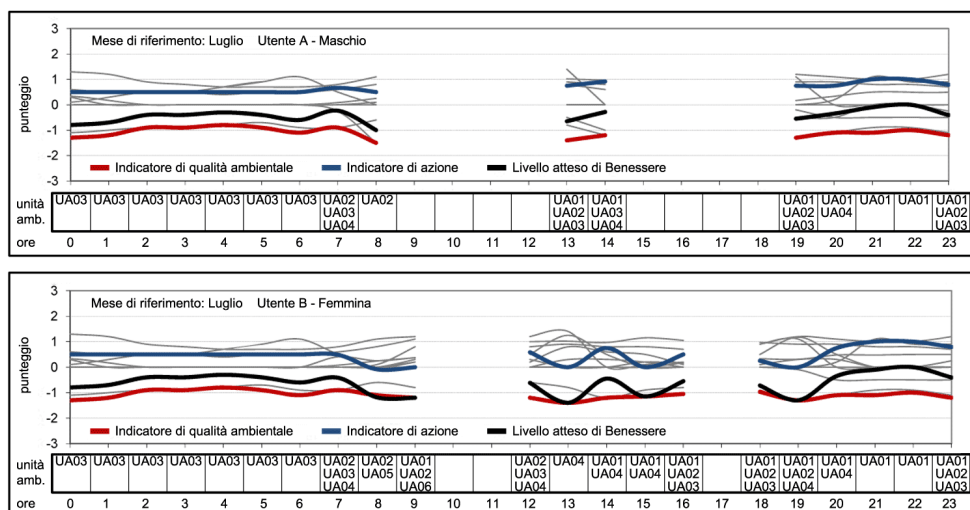 Mese di riferimento: Luglio Utente A - Maschio
punteggio
3
2
1
0
-1
-2
-3
Indicatore di qualità ambientale Indicatore di azione Livello atteso di Benessere
unità amb.
UA03 UA03 UA03 UA03 UA03 UA03 UA03 UA02 UA02 UA01 UA01 UA01 UA01 UA01 UA01 UA01
UA03 UA02 UA03 UA02 UA04 UA02
UA04 UA03 UA04 UA03 UA03
ore 0 1 2 3 4 5 6 7 8 9 10 11 12 13 14 15 16 17 18 19 20 21 22 23
Mese di riferimento: Luglio Utente B - Femmina
punteggio
3
2
1
0
-1
-2
-3
Indicatore di qualità ambientale Indicatore di azione Livello atteso di Benessere
unità amb.
UA03 UA03 UA03 UA03 UA03 UA03 UA03 UA02 UA02 UA01 UA02 UA04 UA01 UA01 UA01 UA01 UA01 UA01 UA01 UA01 UA01
UA03 UA05 UA02 UA03 UA04 UA04 UA02 UA02 UA02 UA04 UA02
UA04 UA06 UA04 UA03 UA03 UA04 UA03
ore 0 1 2 3 4 5 6 7 8 9 10 11 12 13 14 15 16 17 18 19 20 21 22 23